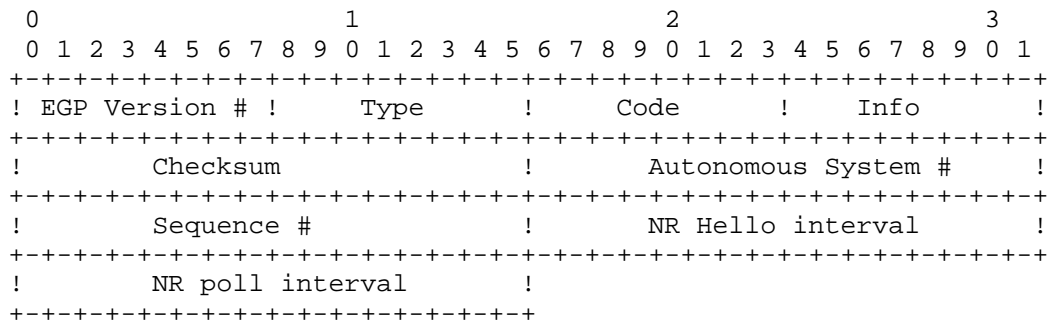 0                   1                   2                   3
 0 1 2 3 4 5 6 7 8 9 0 1 2 3 4 5 6 7 8 9 0 1 2 3 4 5 6 7 8 9 0 1
+-+-+-+-+-+-+-+-+-+-+-+-+-+-+-+-+-+-+-+-+-+-+-+-+-+-+-+-+-+-+-+-+
! EGP Version # !     Type      !     Code      !    Info       !
+-+-+-+-+-+-+-+-+-+-+-+-+-+-+-+-+-+-+-+-+-+-+-+-+-+-+-+-+-+-+-+-+
!        Checksum               !       Autonomous System #     !
+-+-+-+-+-+-+-+-+-+-+-+-+-+-+-+-+-+-+-+-+-+-+-+-+-+-+-+-+-+-+-+-+
!        Sequence #             !       NR Hello interval       !
+-+-+-+-+-+-+-+-+-+-+-+-+-+-+-+-+-+-+-+-+-+-+-+-+-+-+-+-+-+-+-+-+
!        NR poll interval       !
+-+-+-+-+-+-+-+-+-+-+-+-+-+-+-+-+